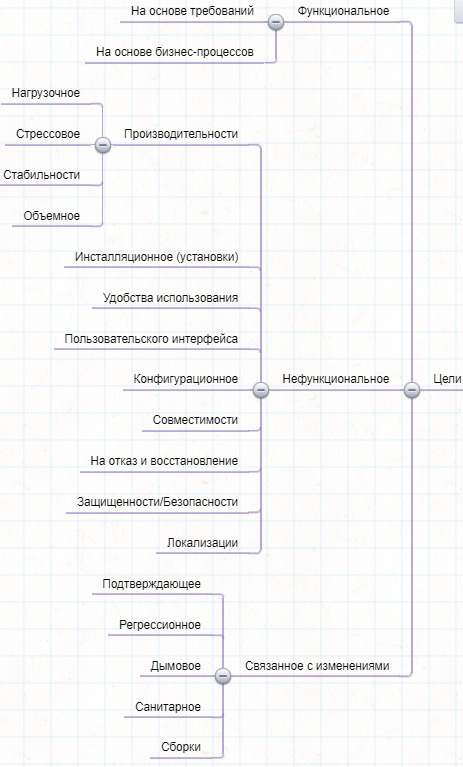 На основе требований
Функциональное
На основе бизнес-процессов
Нагрузочное
Стрессовое
Производительности
Стабильности
Объемное
Инсталляционное (установки)
Удобства использования
Пользовательского интерфейса
Конфигурационное
Нефункциональное
Цели
Совместимости
На отказ и восстановление
Защищенности/Безопасности
Локализации
Подтверждающее
Регрессионное
Дымовое
Связанное с изменениями
Санитарное
Сборки